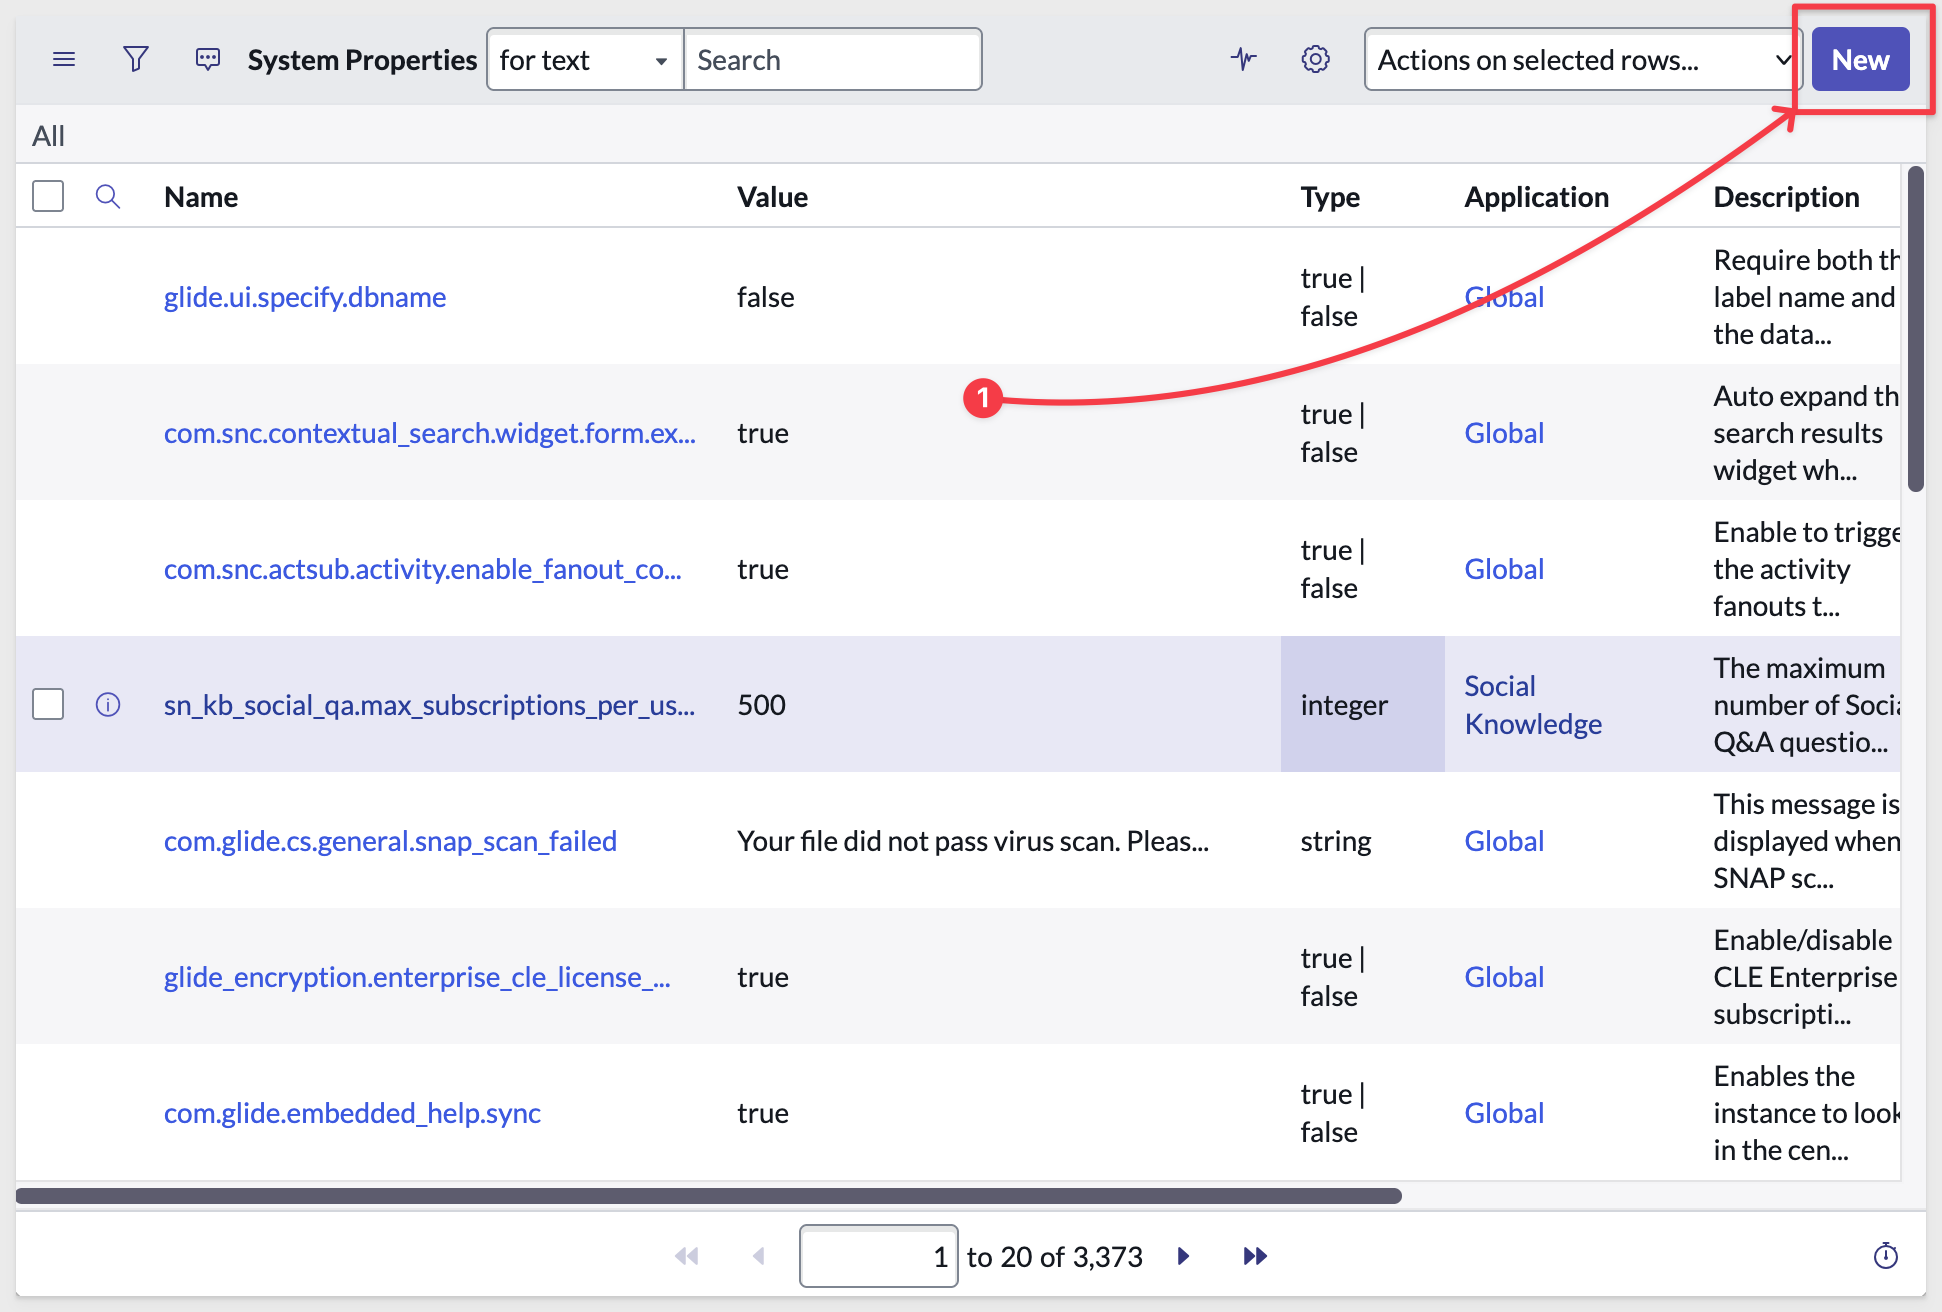 System Properties for text Search Actions on selected rows... New
All
Name Value Type Application Description
glide.ui.specify.dbname false true | false Global Require both th label name and the data...
1
com.snc.contextual_search.widget.form.ex... true true | false Global Auto expand th search results widget wh...
com.snc.actsub.activity.enable_fanout_co... true true | false Global Enable to trigge the activity fanouts t...
sn_kb_social_qa.max_subscriptions_per_us... 500 integer Social Knowledge The maximum number of Socia Q&A questio...
com.glide.cs.general.snap_scan_failed Your file did not pass virus scan. Pleas... string Global This message is displayed when SNAP sc...
glide_encryption.enterprise_cle_license_... true true | false Global Enable/disable CLE Enterprise subscripti...
com.glide.embedded_help.sync true true | false Global Enables the instance to look in the cen...
1 to 20 of 3,373